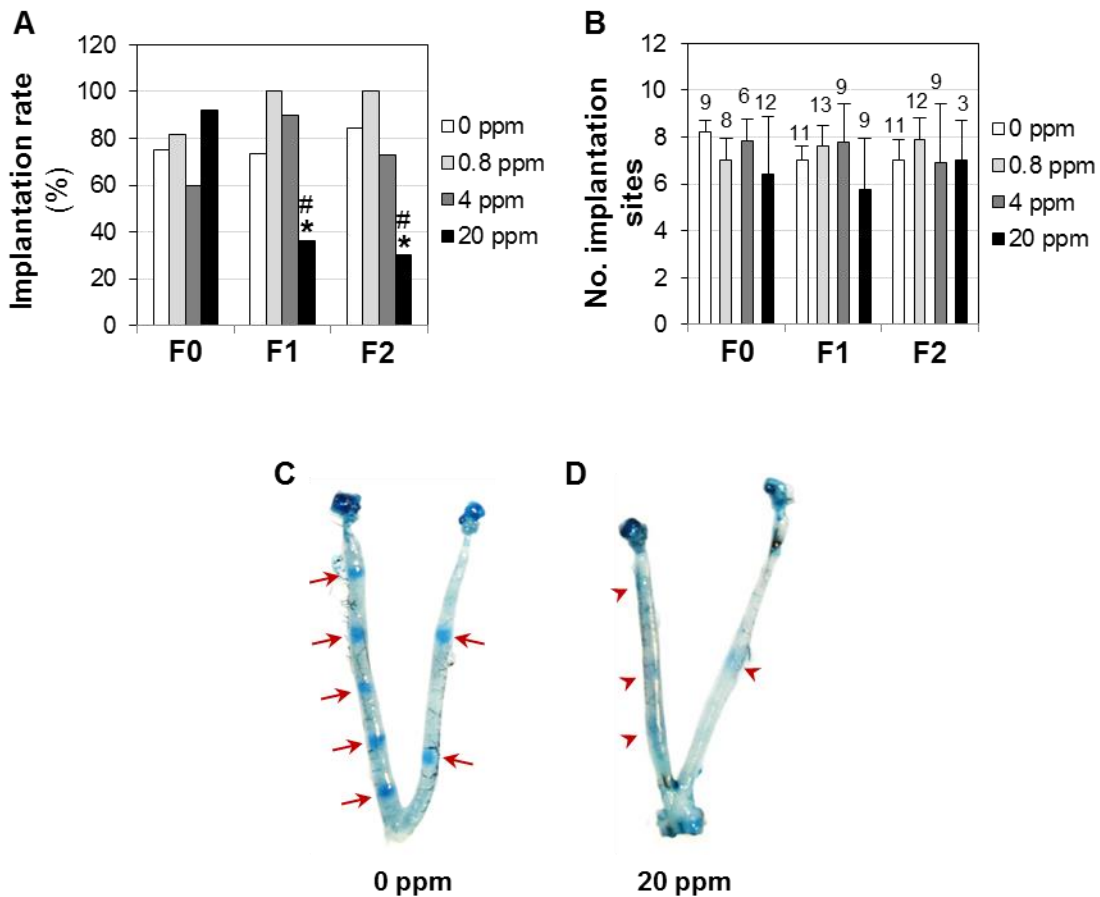 A
Implantation rate
(%)
120
100
80
60
40
20
0
#
*
#
*
F0
F1
F2
0 ppm
0.8 ppm
4 ppm
20 ppm
B
No. implantation
sites
12
10
8
6
4
2
0
9
8
6
12
11
13
9
9
11
12
9
3
F0
F1
F2
0 ppm
0.8 ppm
4 ppm
20 ppm
C
0 ppm
D
20 ppm